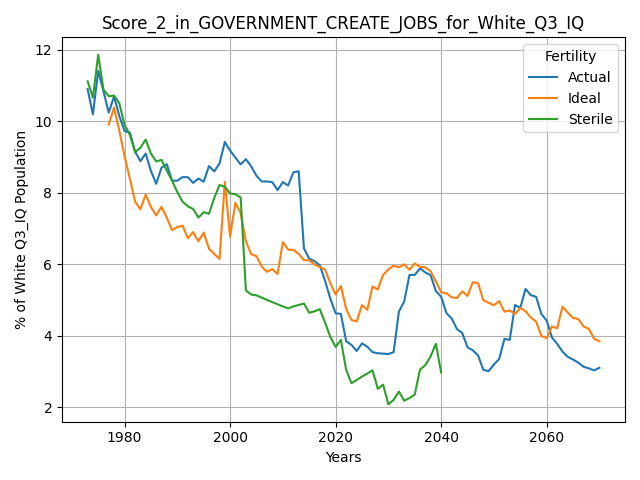 Score_2_in_GOVERNMENT_CREATE_JOBS_for_White_Q3_IQ
Fertility
Actual
Ideal
Sterile
% of White Q3_IQ Population
12
10
8
6
4
2
1980 2000 2020 2040 2060
Years